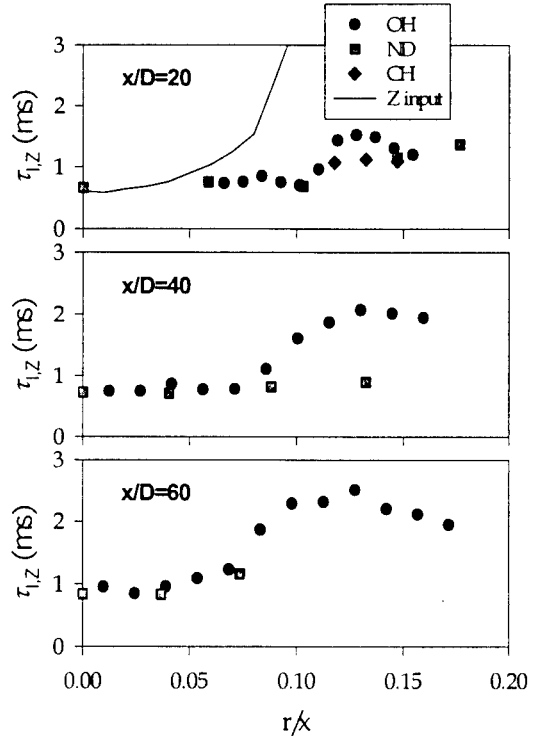 OH
ND
CH
Z input
3
2
1
0
x/D=20
τI,Z (ms)
3
2
1
0
x/D=40
τI,Z (ms)
3
2
1
0
x/D=60
τI,Z (ms)
0.00 0.05 0.10 0.15 0.20
r/x